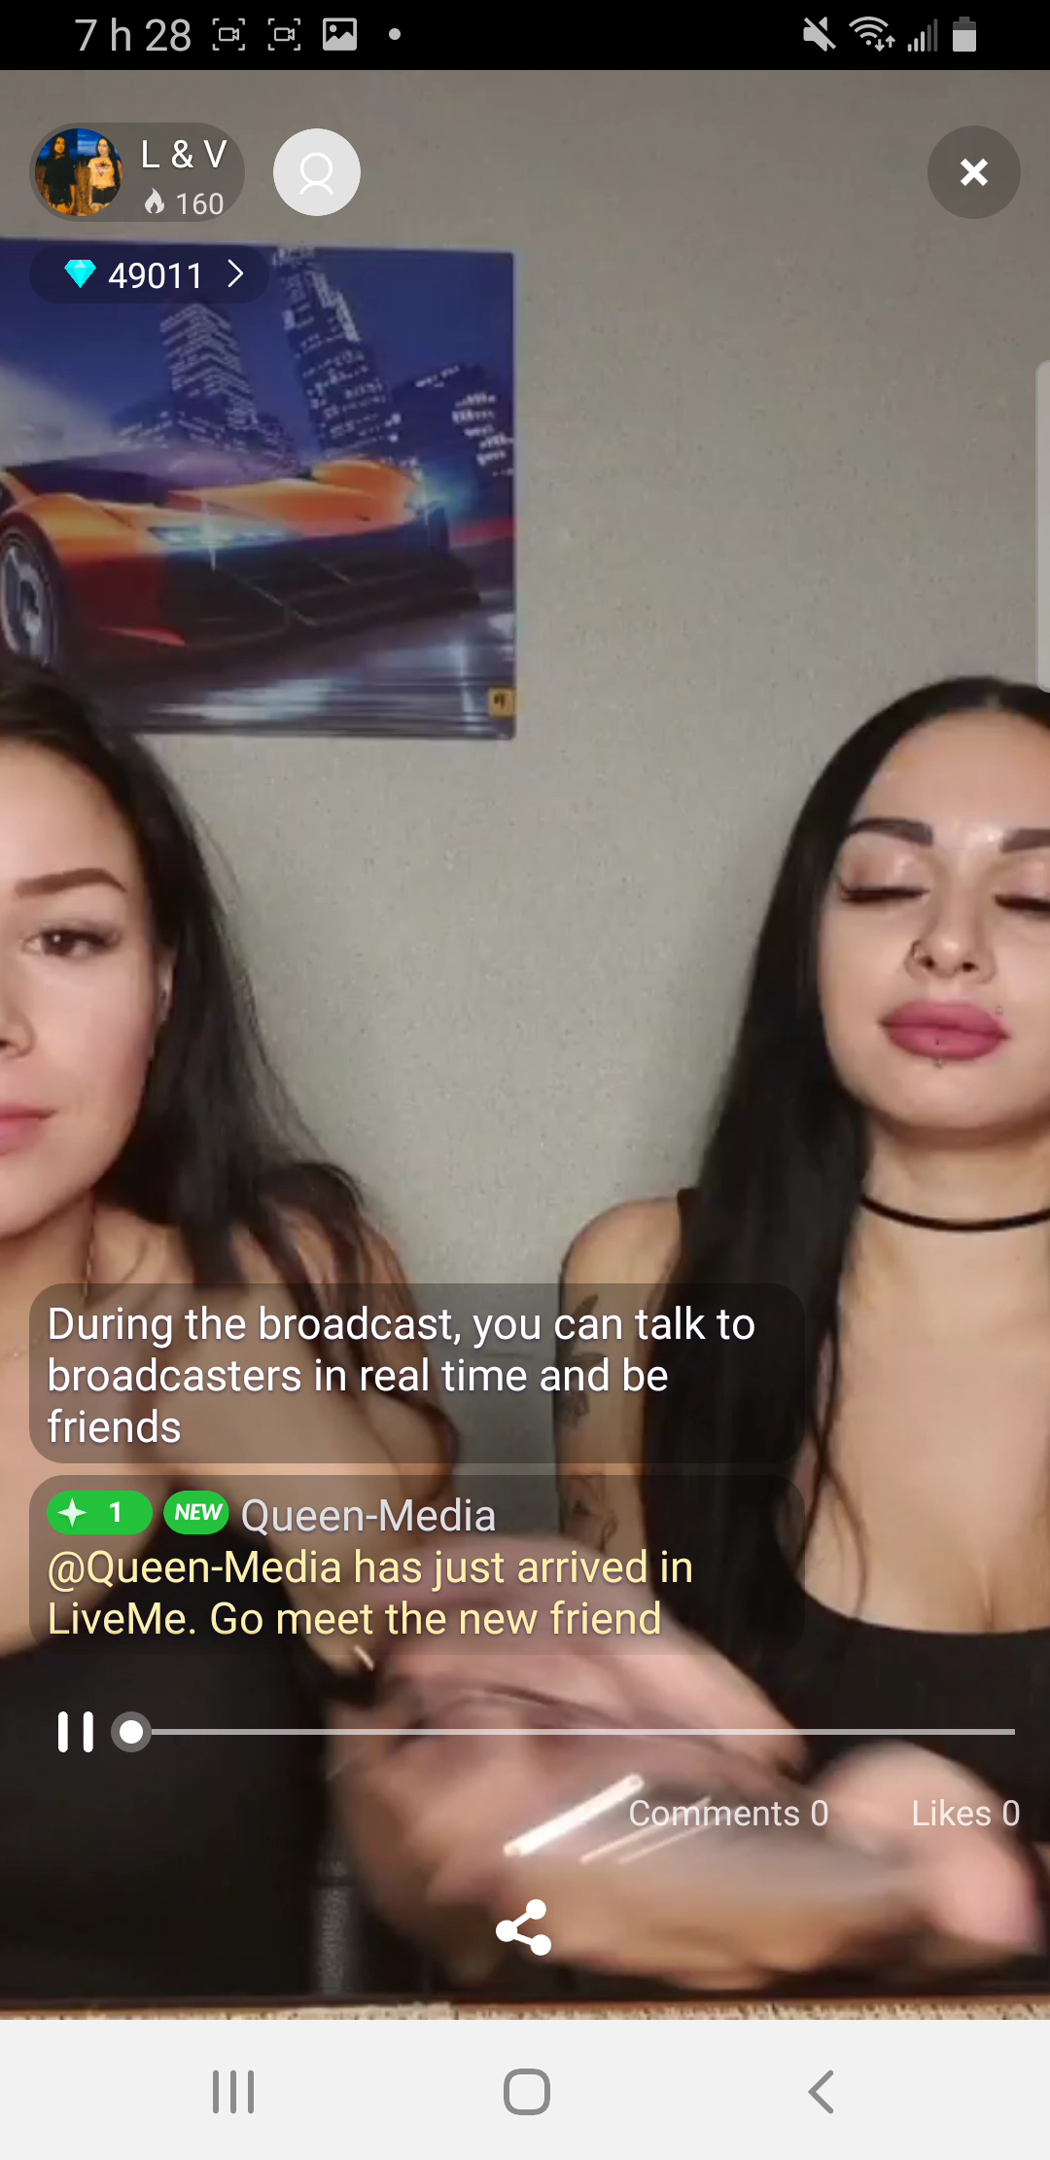 7 h 28
L & V
160
49011
During the broadcast, you can talk to
broadcasters in real time and be
friends
1 NEW Queen-Media
@Queen-Media has just arrived in
LiveMe. Go meet the new friend
Comments 0 Likes 0